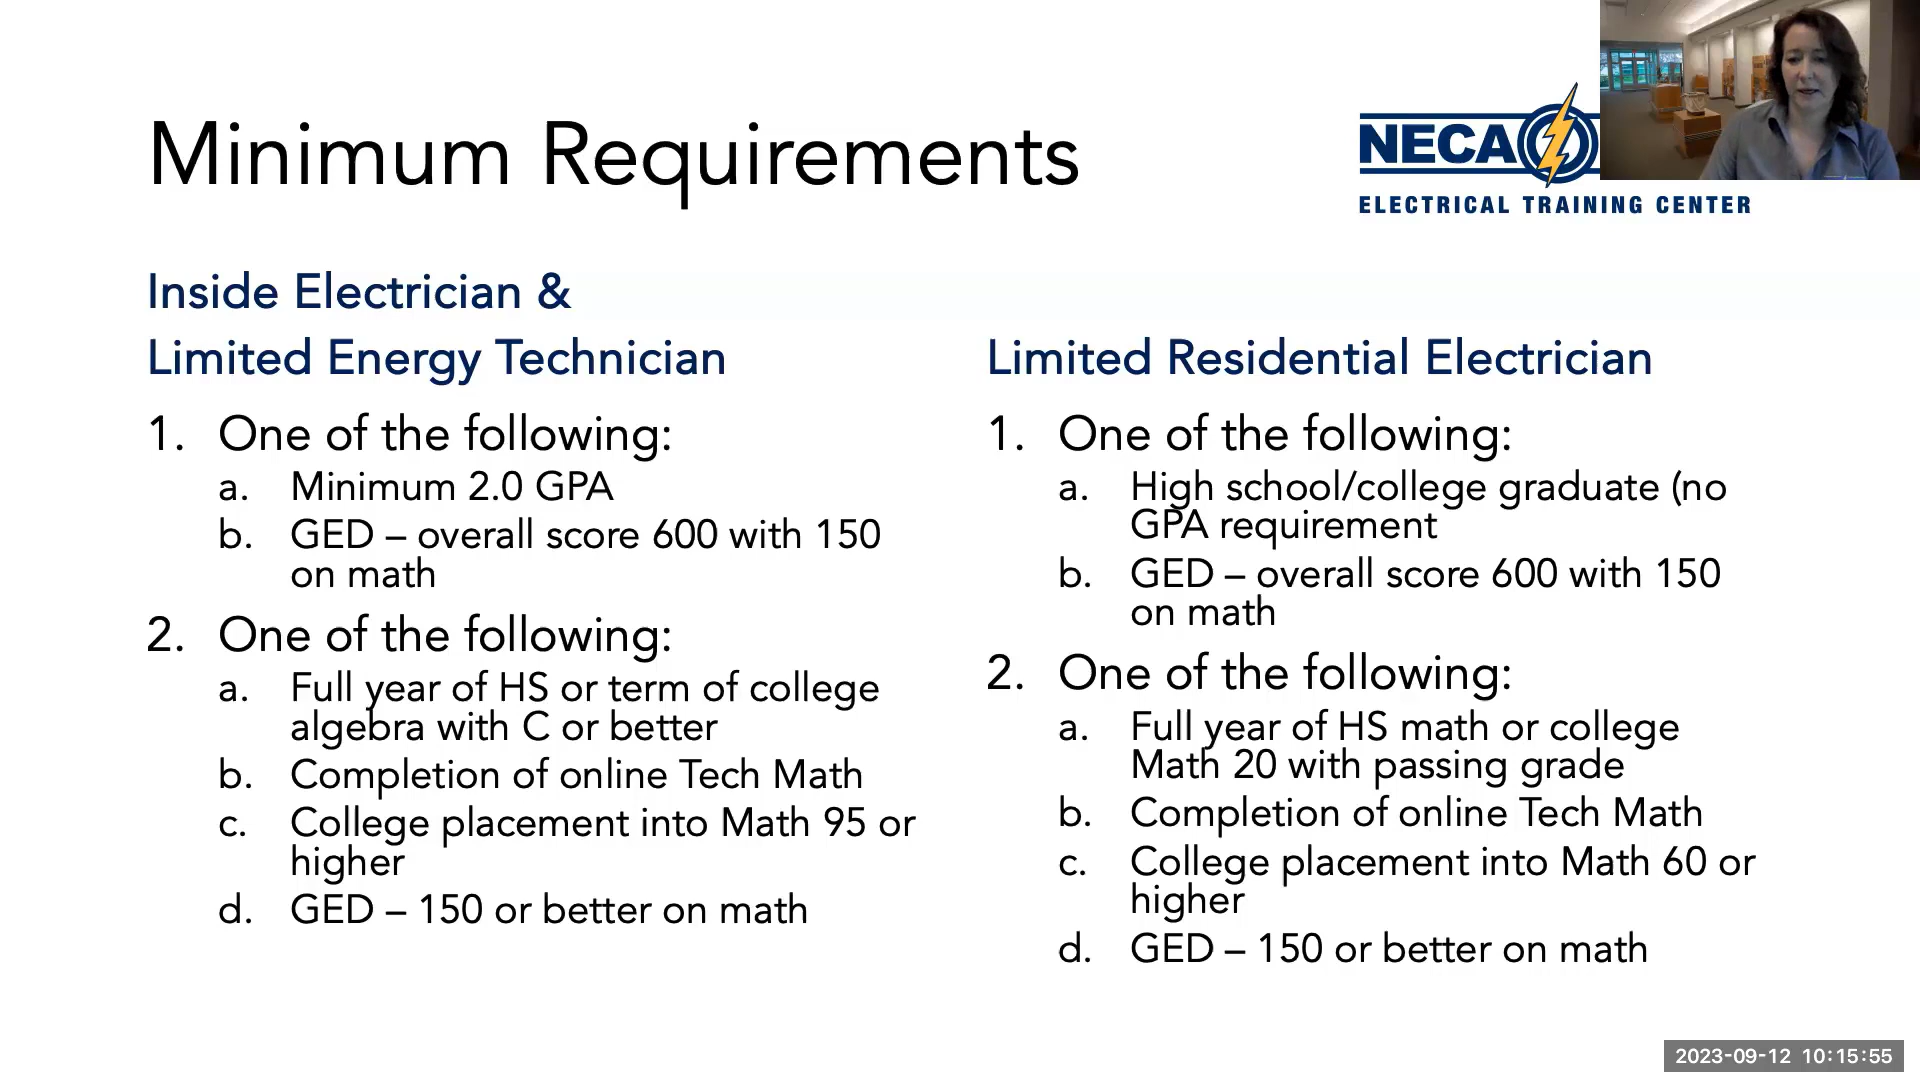 Minimum Requirements
NECA
ELECTRICAL TRAINING CENTER
Inside Electrician &
Limited Energy Technician
1. One of the following:
a. Minimum 2.0 GPA
b. GED – overall score 600 with 150
on math
2. One of the following:
a. Full year of HS or term of college
algebra with C or better
b. Completion of online Tech Math
c. College placement into Math 95 or
higher
d. GED – 150 or better on math
Limited Residential Electrician
1. One of the following:
a. High school/college graduate (no
GPA requirement
b. GED – overall score 600 with 150
on math
2. One of the following:
a. Full year of HS math or college
Math 20 with passing grade
b. Completion of online Tech Math
c. College placement into Math 60 or
higher
d. GED – 150 or better on math
2023-09-12 10:15:55